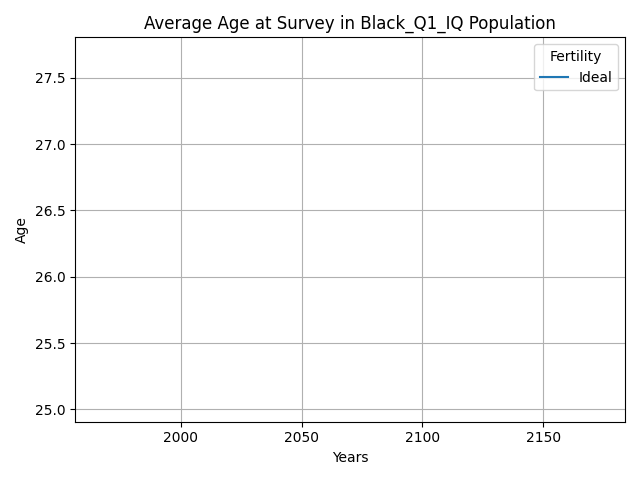 Average Age at Survey in Black_Q1_IQ Population
Fertility
Ideal
27.5
27.0
26.5
26.0
25.5
25.0
Age
2000 2050 2100 2150
Years